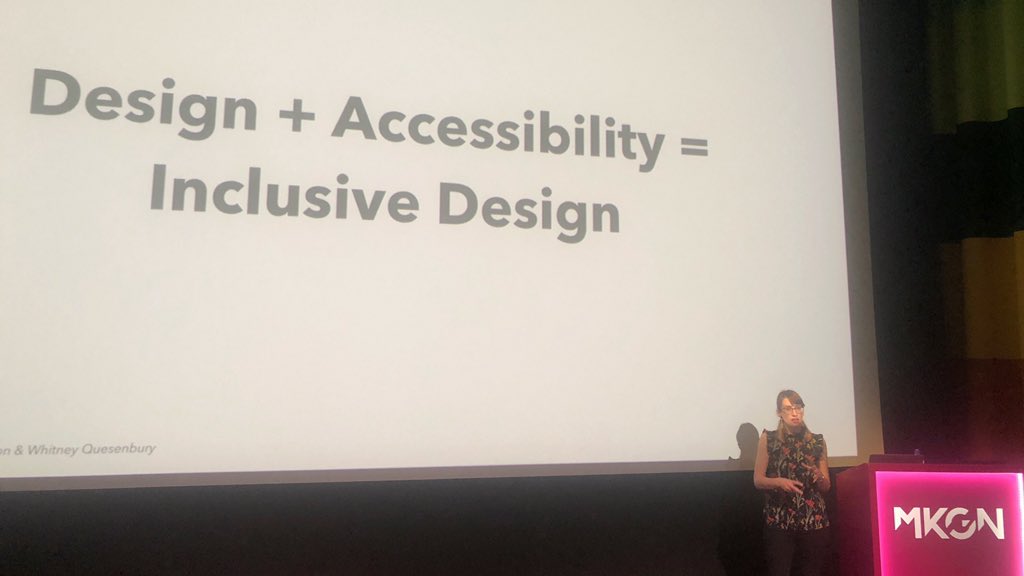 Design + Accessibility =
Inclusive Design
& Whitney Quesenbury
MKGN